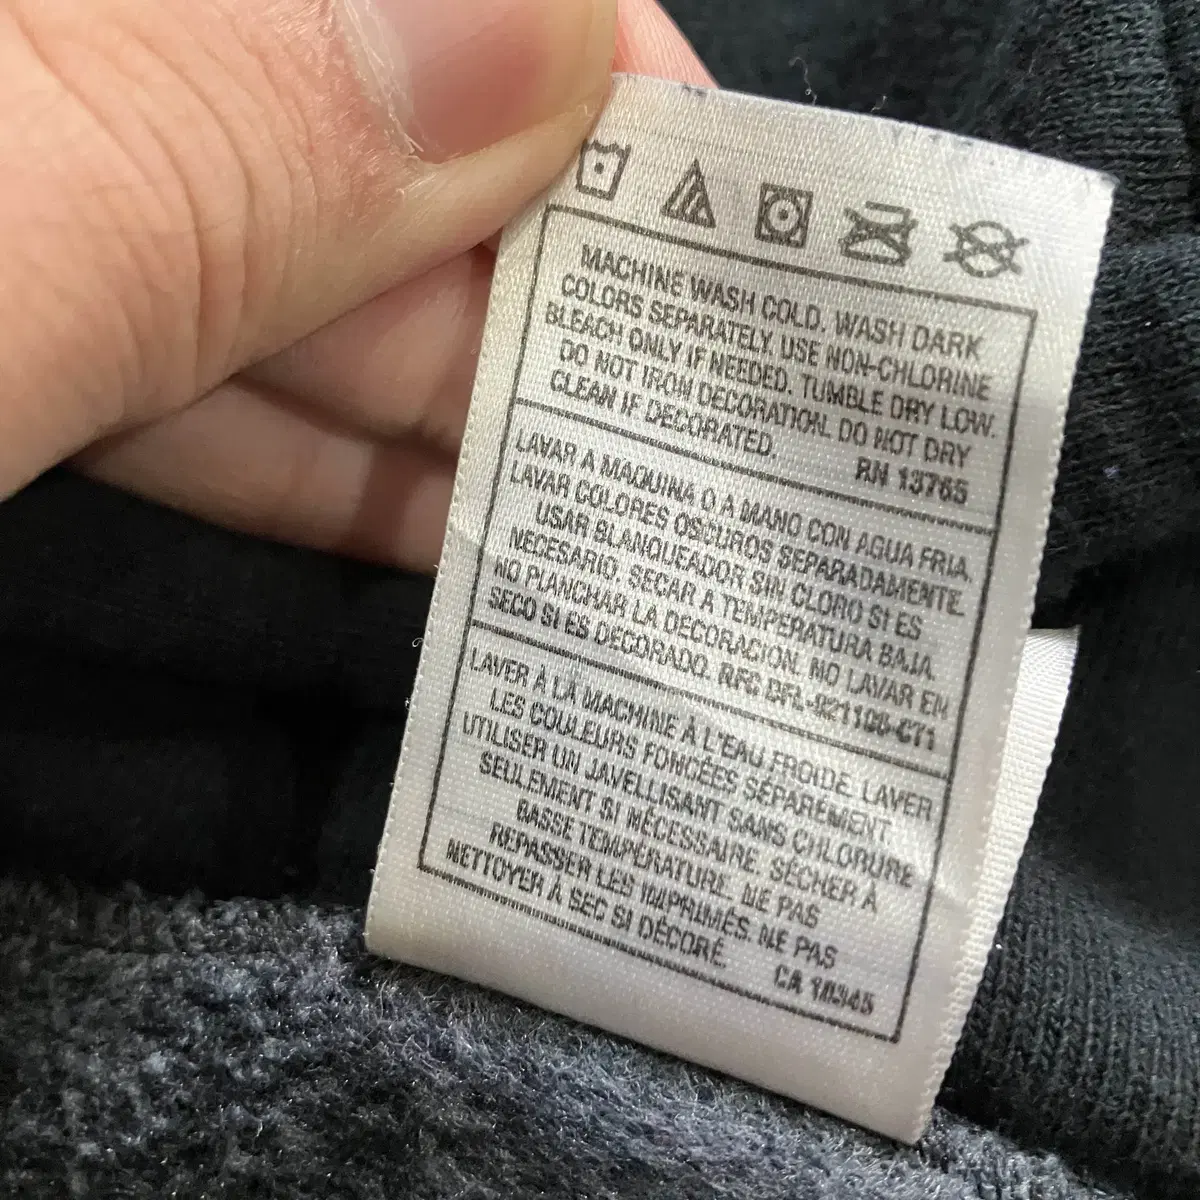 MACHINE WASH COLD. WASH DARK
COLORS SEPARATELY. USE NON-CHLORINE
BLEACH ONLY IF NEEDED. TUMBLE DRY LOW.
DO NOT IRON DECORATION. DO NOT DRY
CLEAN IF DECORATED. RN 13765
LAVAR A MAQUINA O A MANO CON AGUA FRIA.
LAVAR COLORES OSCUROS SEPARADAMENTE.
USAR BLANQUEADOR SIN CLORO SI ES
NECESARIO. SECAR A TEMPERATURA BAJA.
NO PLANCHAR LA DECORACION. NO LAVAR EN
SECO SI ES DECORADO. RFC
LAVER À LA MACHINE À L'EAU FROIDE. LAVER
LES COULEURS FONCÉES SÉPARÉMENT.
UTILISER UN JAVELLISANT SANS CHLORURE
SEULEMENT SI NÉCESSAIRE. SÉCHER À
BASSE TEMPÉRATURE. NE PAS
REPASSER LES IMPRIMÉS. NE PAS
NETTOYER À SEC SI DÉCORÉ. CA